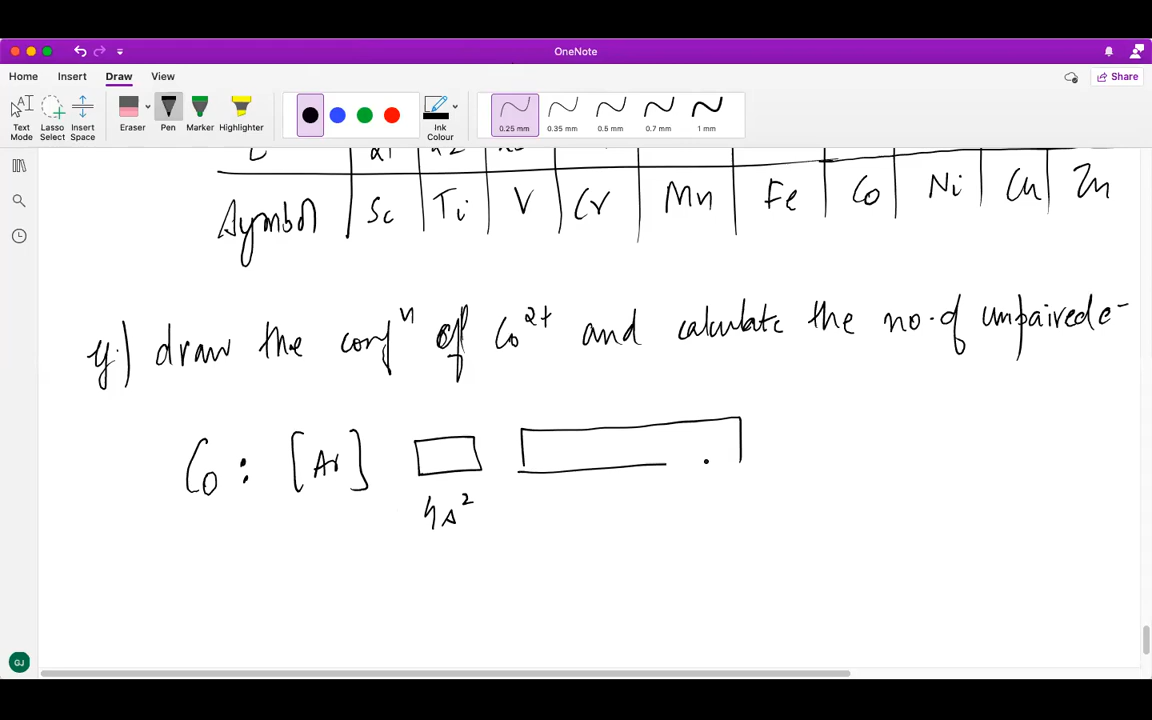 OneNote
Home Insert Draw View Share
Text Mode Lasso Select Insert Space Eraser Pen Marker Highlighter Ink Colour 0.25 mm 0.35 mm 0.5 mm 0.7 mm 1 mm
Symbol Sc Ti V Cr Mn Fe Co Ni Cu Zn
draw the confⁿ of Co²⁺ and calculate the no. of unpaired e⁻
Co : [Ar]
4s²
GJ